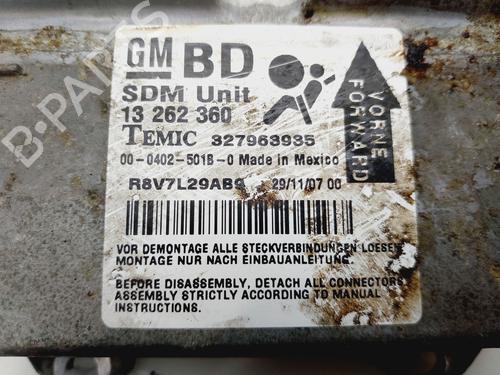 GM BD
SDM Unit
13 262 360
TEMIC 327963935
00-0402-501B-0 Made in Mexico
R8V7L29AB9 29/11/07 00
VORNE
FORWARD
VOR DEMONTAGE ALLE STECKVERBINDUNGEN LOESEN
MONTAGE NUR NACH EINBAUANLEITUNG.
BEFORE DISASSEMBLY, DETACH ALL CONNECTORS
ASSEMBLY STRICTLY ACCORDING TO MANUAL
INSTRUCTIONS.
B-PARTS